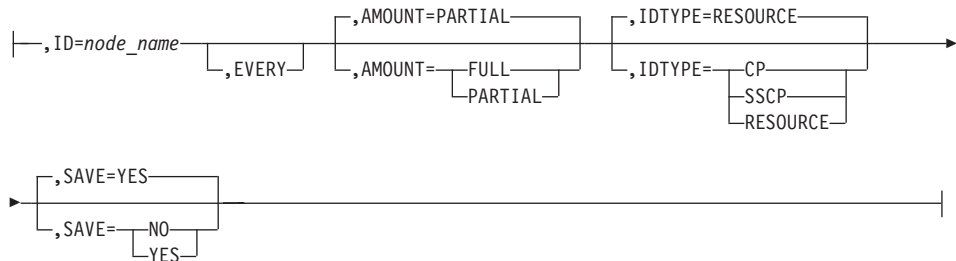 ,AMOUNT=PARTIAL ,IDTYPE=RESOURCE
,ID=node_name ,EVERY ,AMOUNT= FULL ,IDTYPE= CP
PARTIAL SSCP
RESOURCE
,SAVE=YES
,SAVE= NO
YES